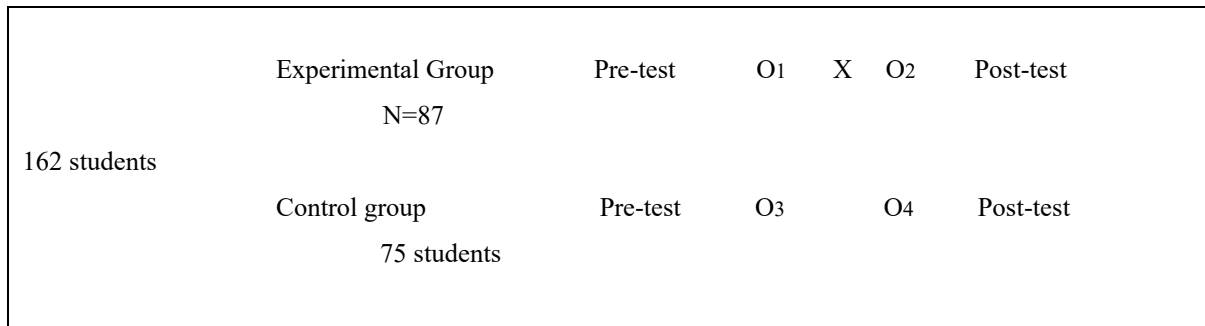 Experimental Group Pre-test O1 X O2 Post-test
N=87
162 students
Control group Pre-test O3 O4 Post-test
75 students